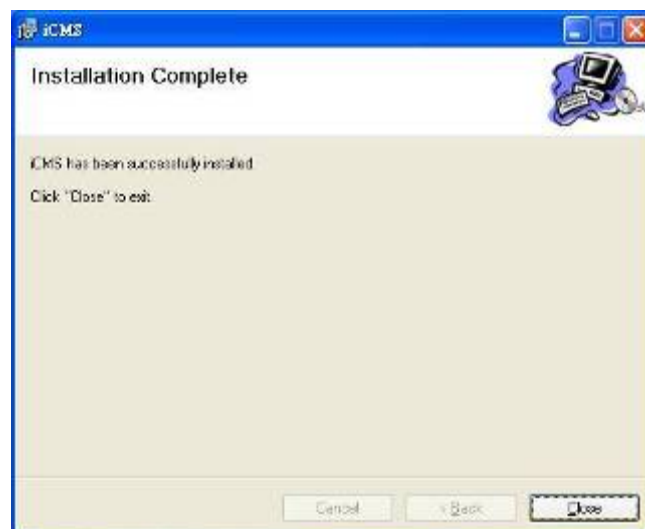 iCMS
Installation Complete
iCMS has been successfully installed
Click "Close" to exit
Cancel
< Back
Close